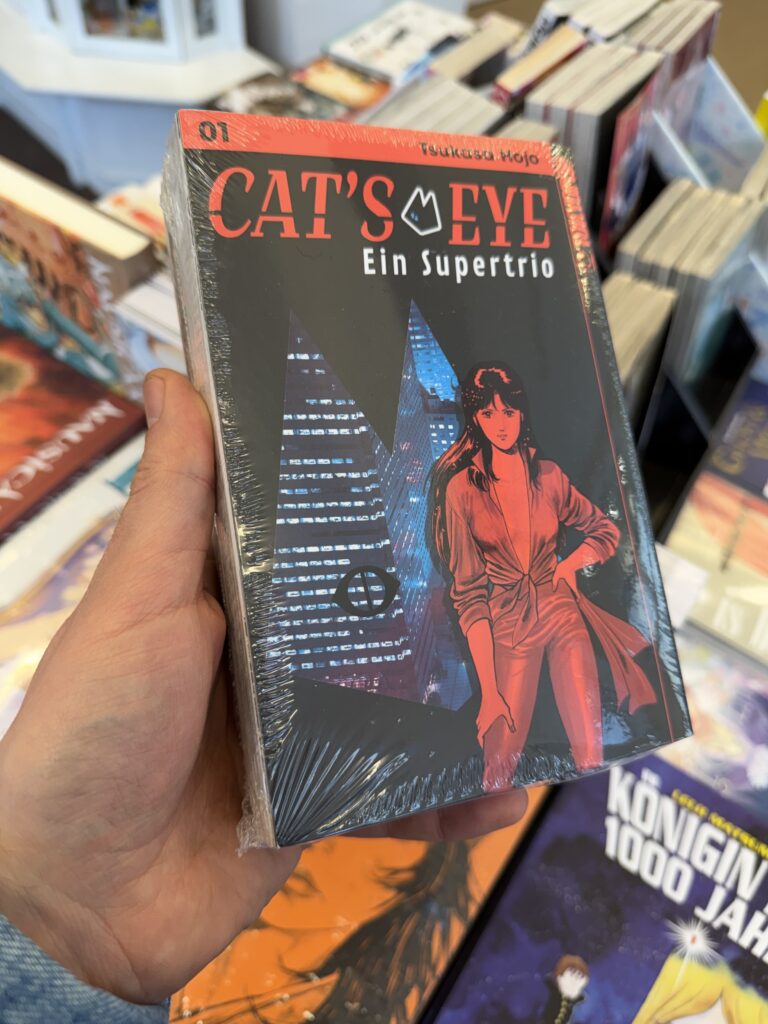 01
Tsukasa Hojo
CAT'S EYE
Ein Supertrio
KÖNIGIN
1000 JAH